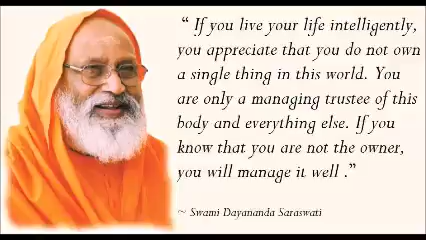 “ If you live your life intelligently,
you appreciate that you do not own
a single thing in this world. You
are only a managing trustee of this
body and everything else. If you
know that you are not the owner,
you will manage it well .”
~ Swami Dayananda Saraswati